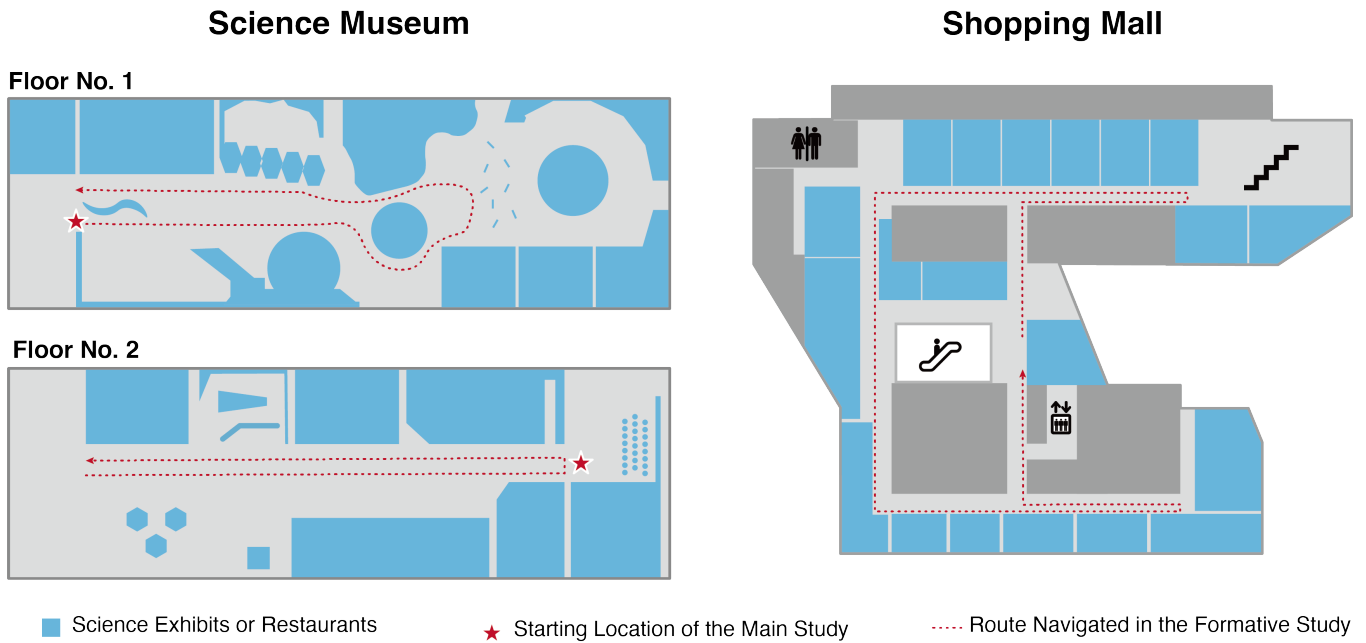 Science Museum
Shopping Mall
Floor No. 1
Floor No. 2
Science Exhibits or Restaurants
Starting Location of the Main Study
Route Navigated in the Formative Study